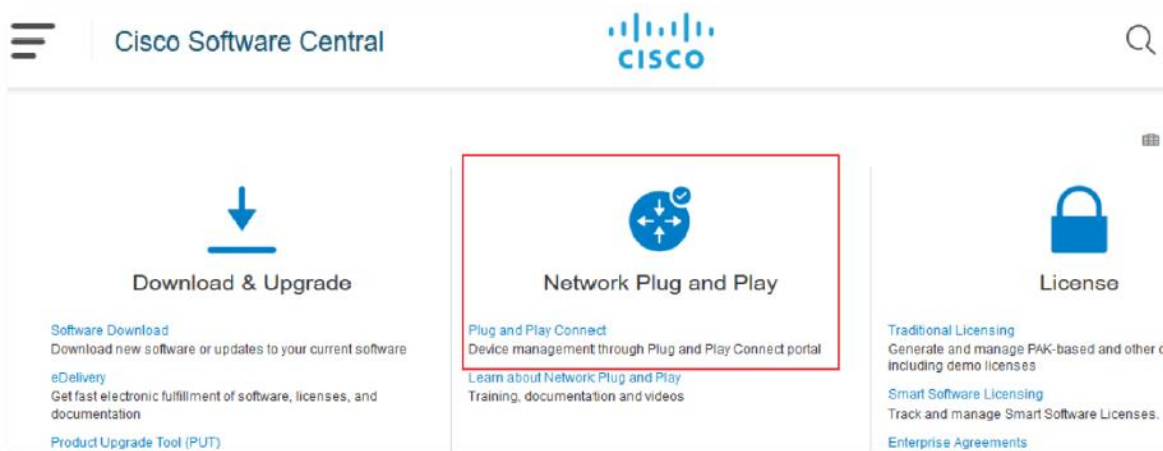 Cisco Software Central
CISCO
Download & Upgrade
Software Download
Download new software or updates to your current software
eDelivery
Get fast electronic fulfillment of software, licenses, and
documentation
Product Upgrade Tool (PUT)
Network Plug and Play
Plug and Play Connect
Device management through Plug and Play Connect portal
Learn about Network Plug and Play
Training, documentation and videos
License
Traditional Licensing
Generate and manage PAK-based and other
including demo licenses
Smart Software Licensing
Track and manage Smart Software Licenses.
Enterprise Agreements